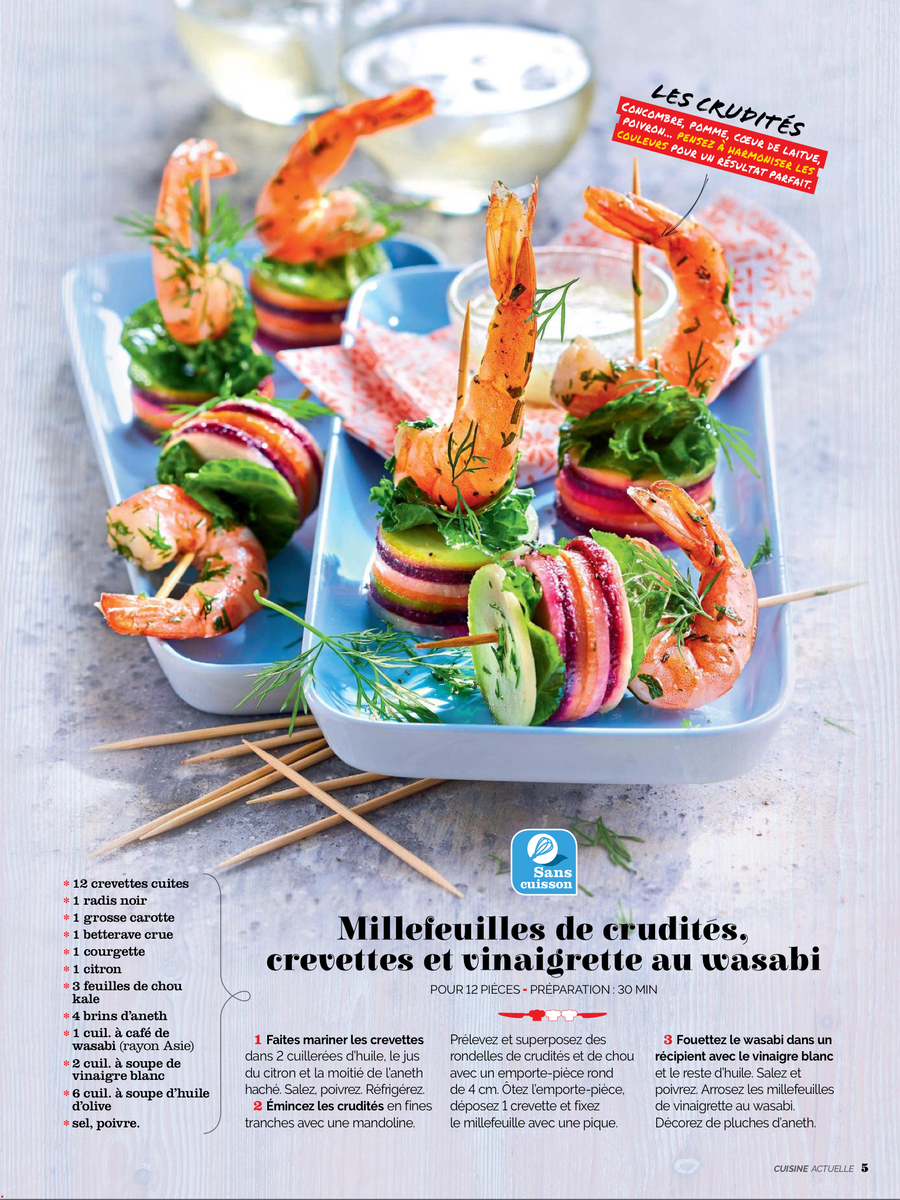 LES CRUDITÉS
CONCOMBRE, POMME, CŒUR DE LAITUE,
POIVRON... PENSEZ À HARMONISER LES
COULEURS POUR UN RÉSULTAT PARFAIT.
Sans
cuisson
* 12 crevettes cuites
* 1 radis noir
* 1 grosse carotte
* 1 betterave crue
* 1 courgette
* 1 citron
* 3 feuilles de chou
kale
* 4 brins d'aneth
* 1 cuil. à café de
wasabi (rayon Asie)
* 2 cuil. à soupe de
vinaigre blanc
* 6 cuil. à soupe d'huile
d'olive
* sel, poivre.
Millefeuilles de crudités,
crevettes et vinaigrette au wasabi
POUR 12 PIÈCES - PRÉPARATION : 30 MIN
1 Faites mariner les crevettes
dans 2 cuillerées d'huile, le jus
du citron et la moitié de l'aneth
haché. Salez, poivrez. Réfrigérez.
2 Émincez les crudités en fines
tranches avec une mandoline.
Prélevez et superposez des
rondelles de crudités et de chou
avec un emporte-pièce rond
de 4 cm. Ôtez l'emporte-pièce,
déposez 1 crevette et fixez
le millefeuille avec une pique.
3 Fouettez le wasabi dans un
récipient avec le vinaigre blanc
et le reste d'huile. Salez et
poivrez. Arrosez les millefeuilles
de vinaigrette au wasabi.
Décorez de pluches d'aneth.
CUISINE ACTUELLE 5